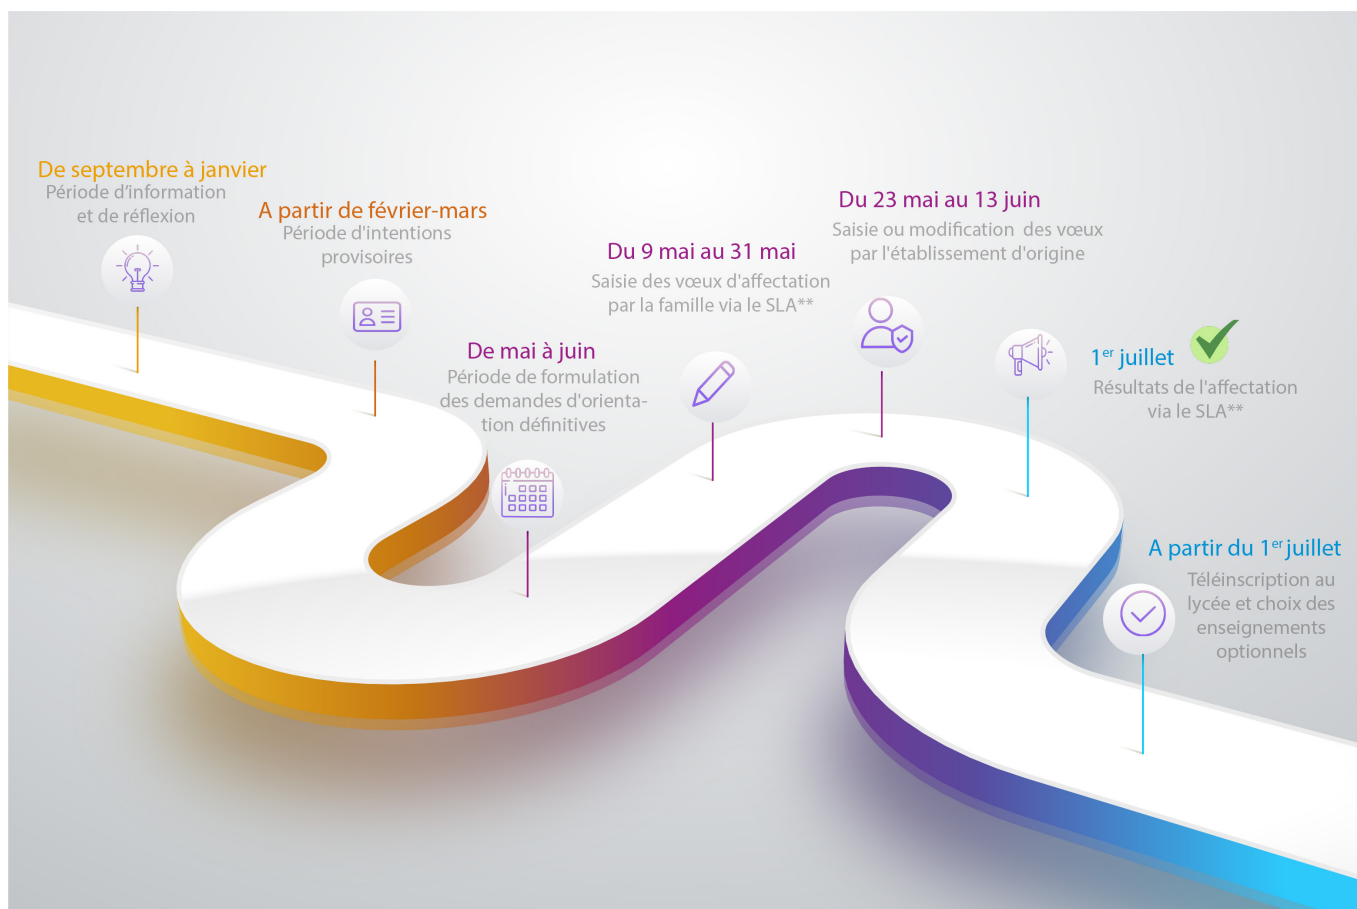 De septembre à janvier
Période d'information
et de réflexion
A partir de février-mars
Période d'intentions
provisoires
De mai à juin
Période de formulation
des demandes d'orienta-
tion définitives
Du 9 mai au 31 mai
Saisie des vœux d'affectation
par la famille via le SLA**
Du 23 mai au 13 juin
Saisie ou modification des vœux
par l'établissement d'origine
1er juillet
Résultats de l'affectation
via le SLA**
A partir du 1er juillet
Téléinscription au
lycée et choix des
enseignements
optionnels